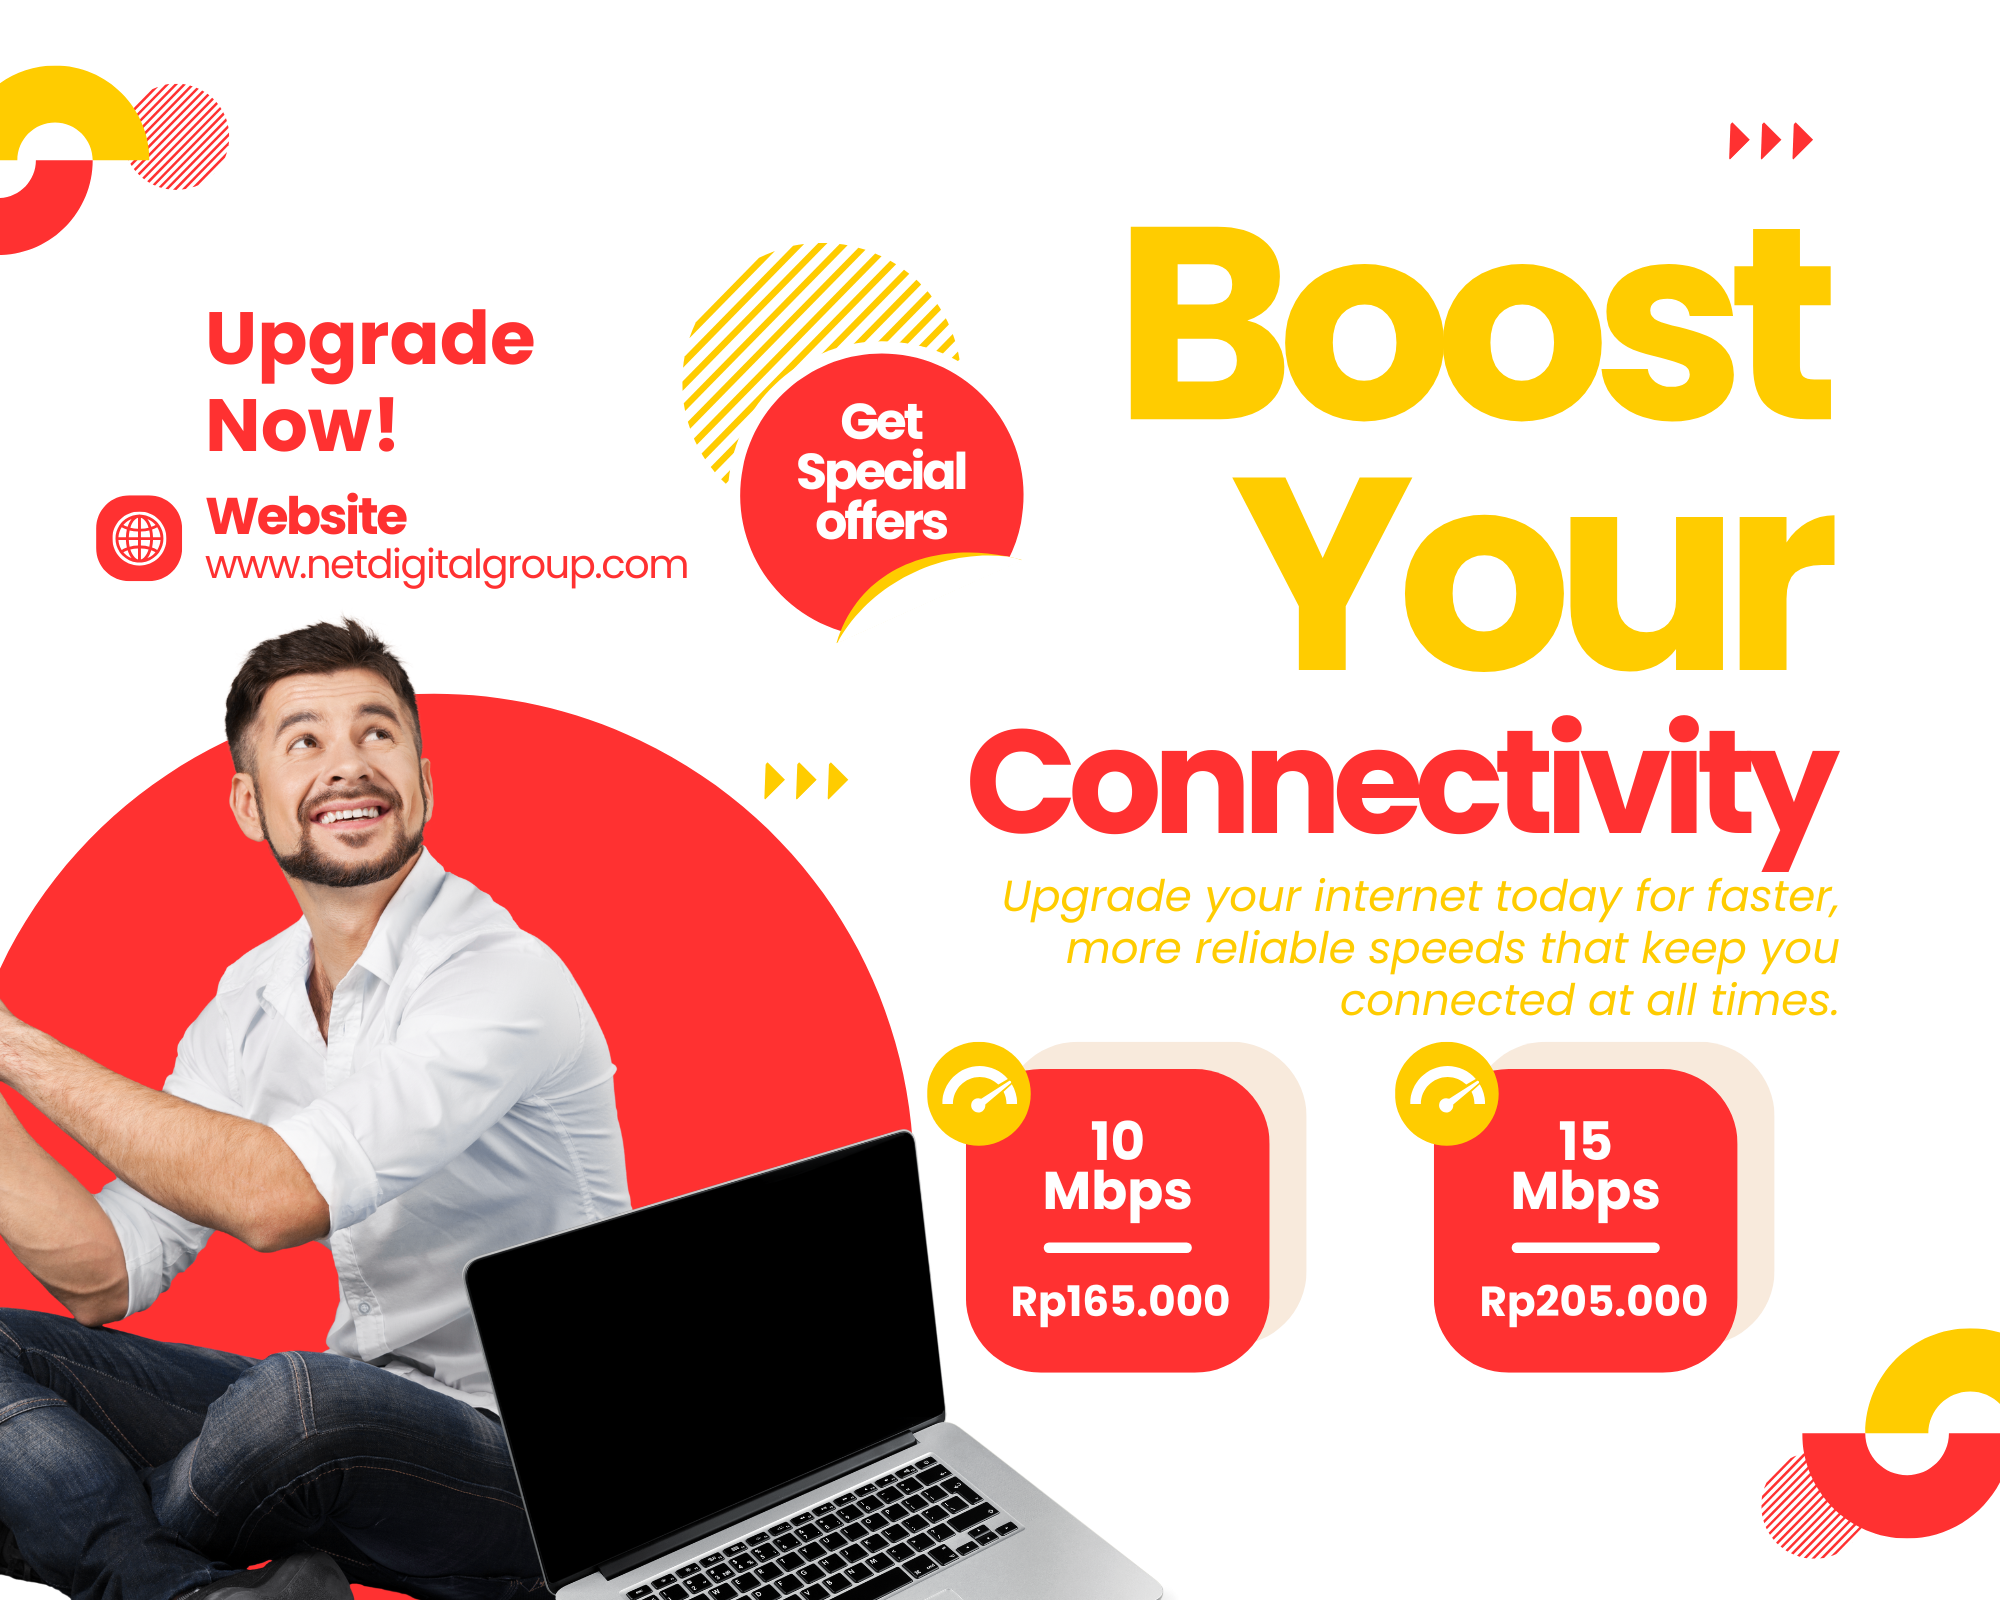 Upgrade
Now!
Website
www.netdigitalgroup.com
Get
Special
offers
Boost
Your
Connectivity
Upgrade your internet today for faster,
more reliable speeds that keep you
connected at all times.
10
Mbps
Rp165.000
15
Mbps
Rp205.000